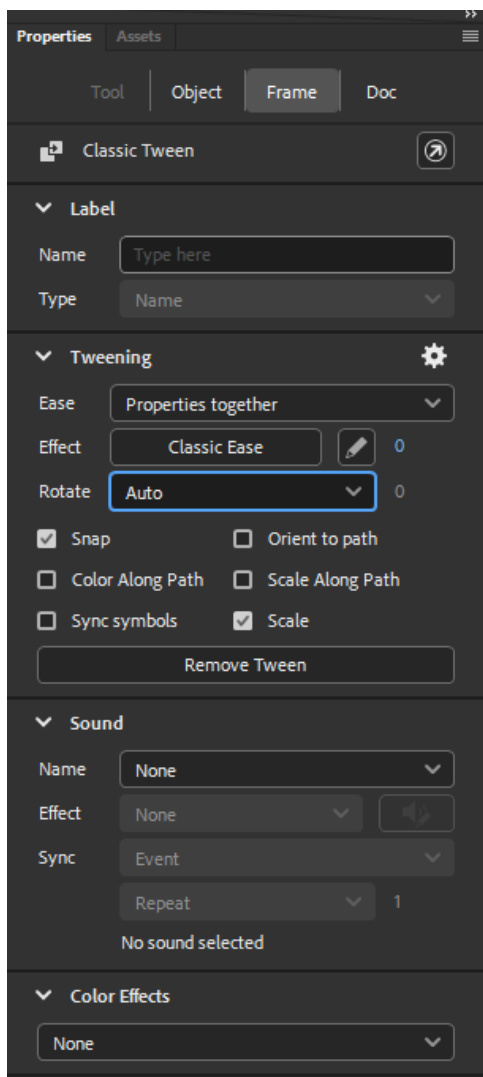 Properties Assets
Tool Object Frame Doc
Classic Tween
Label
Name Type here
Type Name
Tweening
Ease Properties together
Effect Classic Ease 0
Rotate Auto 0
Snap Orient to path
Color Along Path Scale Along Path
Sync symbols Scale
Remove Tween
Sound
Name None
Effect None
Sync Event
Repeat 1
No sound selected
Color Effects
None